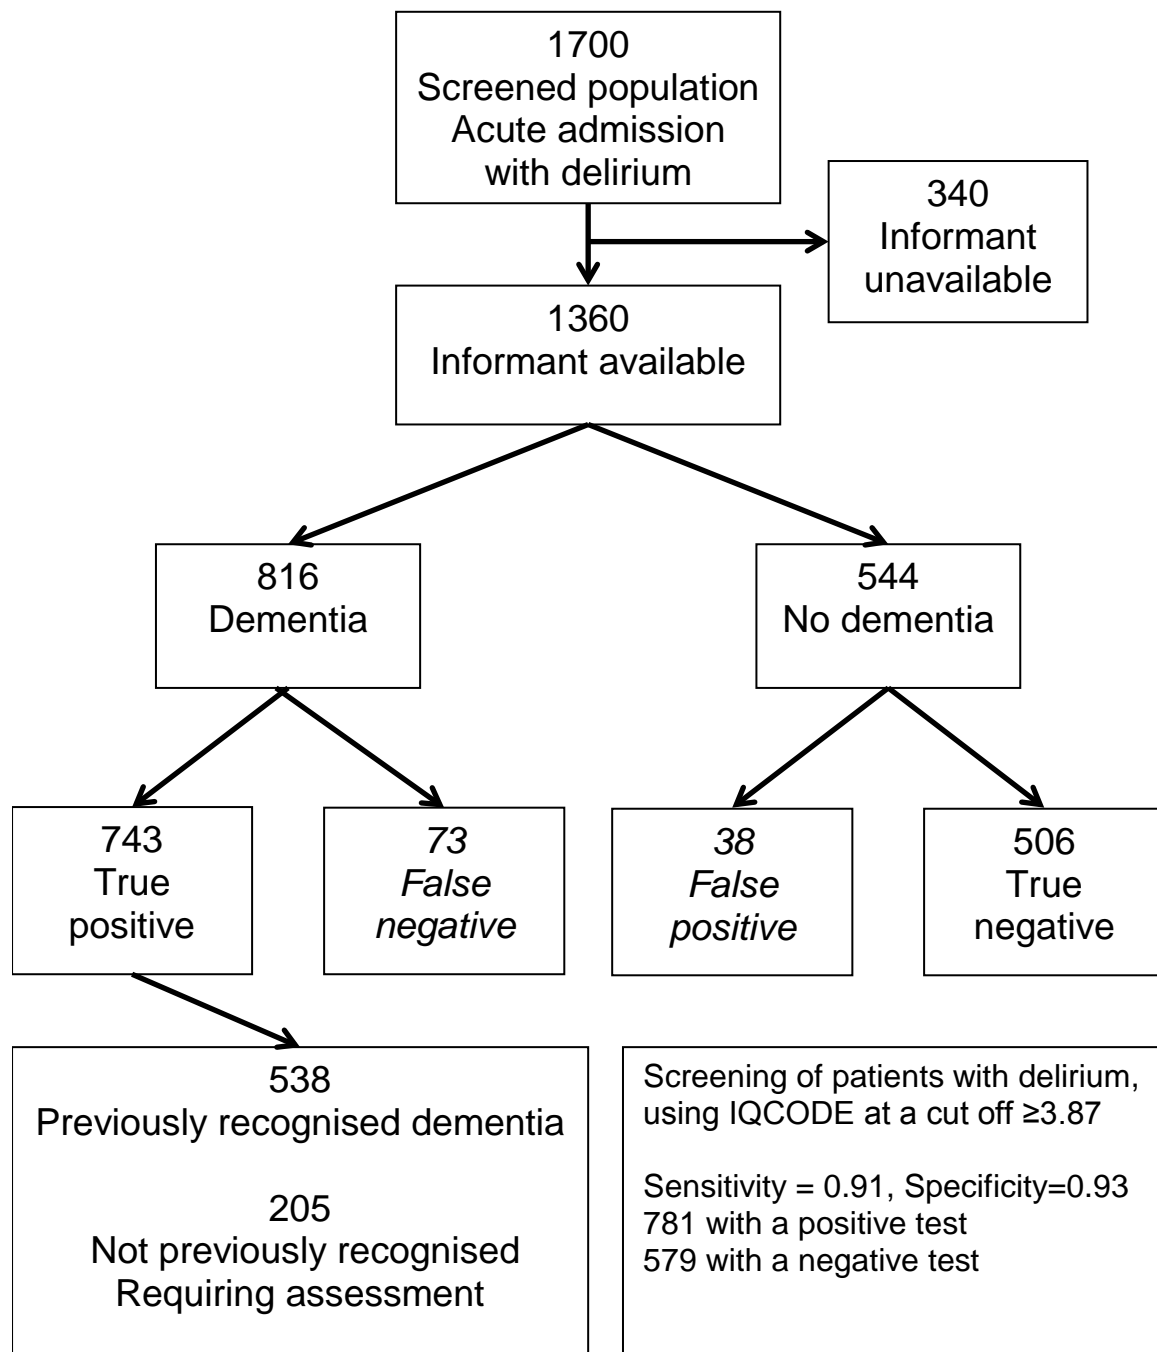 1700
Screened population
Acute admission
with delirium
340
Informant
unavailable
1360
Informant available
816
Dementia
544
No dementia
743
True
positive
73
False
negative
38
False
positive
506
True
negative
538
Previously recognised dementia
205
Not previously recognised
Requiring assessment
Screening of patients with delirium,
using IQCODE at a cut off ≥3.87
Sensitivity = 0.91, Specificity=0.93
781 with a positive test
579 with a negative test